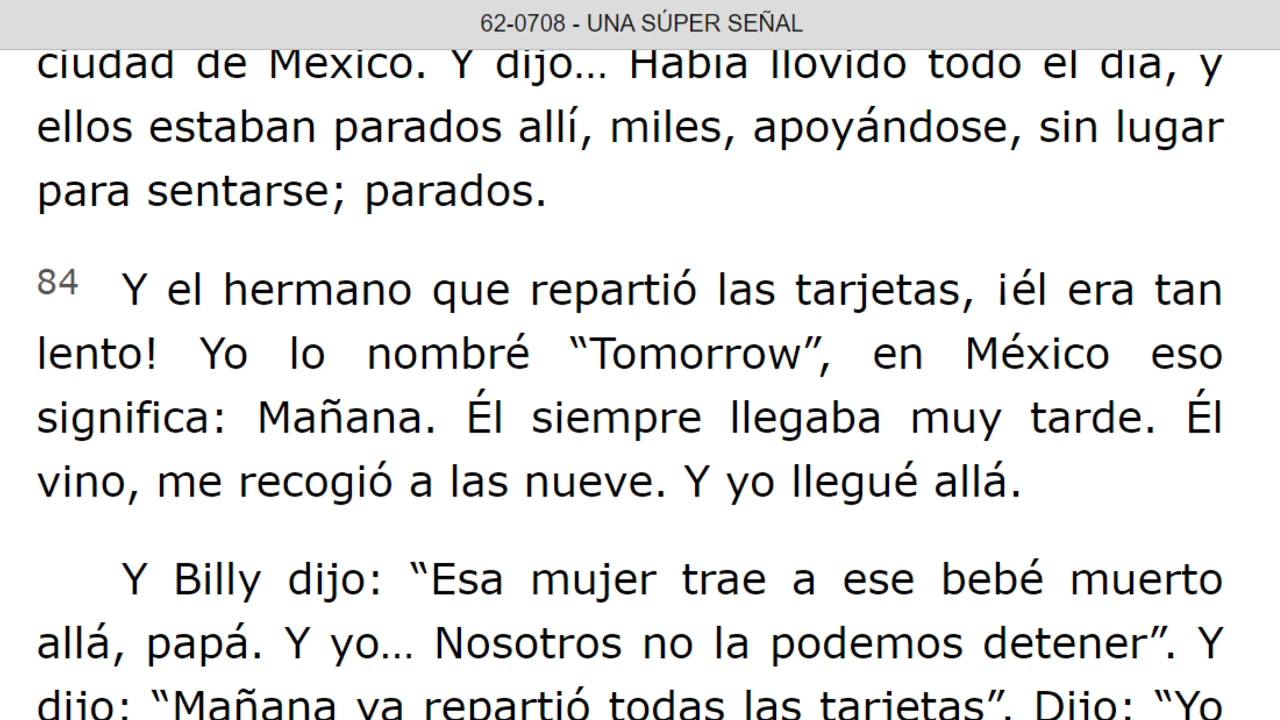 62-0708 - UNA SÚPER SEÑAL
ciudad de México. Y dijo… Había llovido todo el día, y
ellos estaban parados allí, miles, apoyándose, sin lugar
para sentarse; parados.
84 Y el hermano que repartió las tarjetas, ¡él era tan
lento! Yo lo nombré “Tomorrow”, en México eso
significa: Mañana. Él siempre llegaba muy tarde. Él
vino, me recogió a las nueve. Y yo llegué allá.
Y Billy dijo: “Esa mujer trae a ese bebé muerto
allá, papá. Y yo… Nosotros no la podemos detener”. Y
dijo: “Mañana ya repartió todas las tarjetas”. Dijo: “Yo